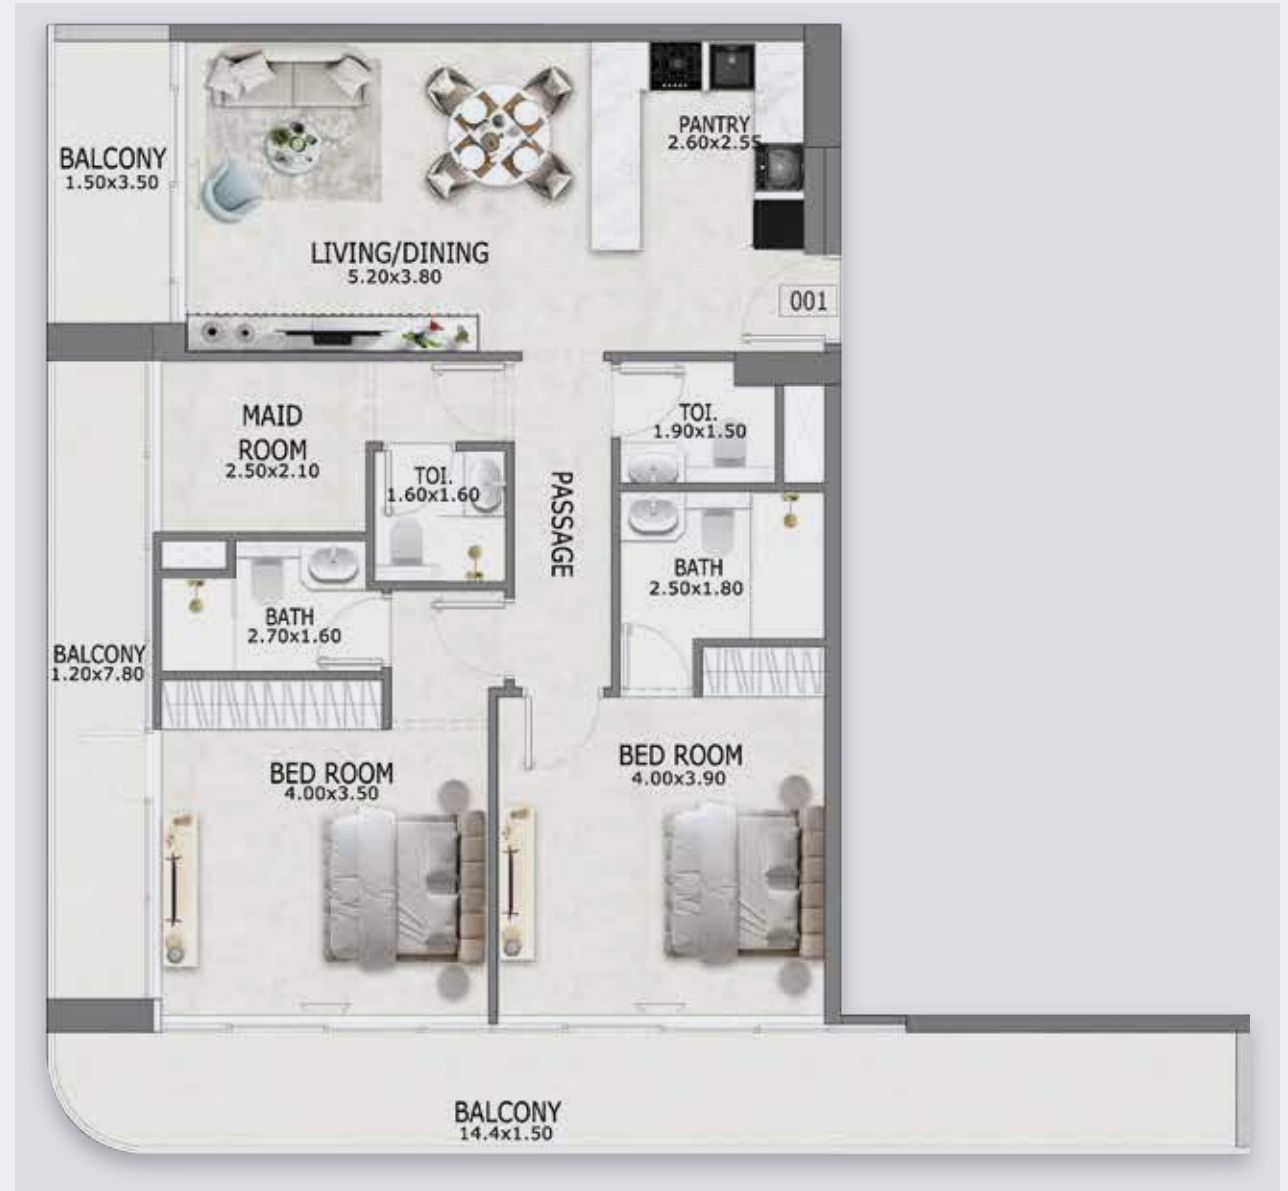 BALCONY
1.50x3.50
PANTRY
2.60x2.55
LIVING/DINING
5.20x3.80
001
MAID
ROOM
2.50x2.10
TOI.
1.60x1.60
TOI.
1.90x1.50
PASSAGE
BATH
2.50x1.80
BATH
2.70x1.60
BALCONY
1.20x7.80
BED ROOM
4.00x3.50
BED ROOM
4.00x3.90
BALCONY
14.4x1.50